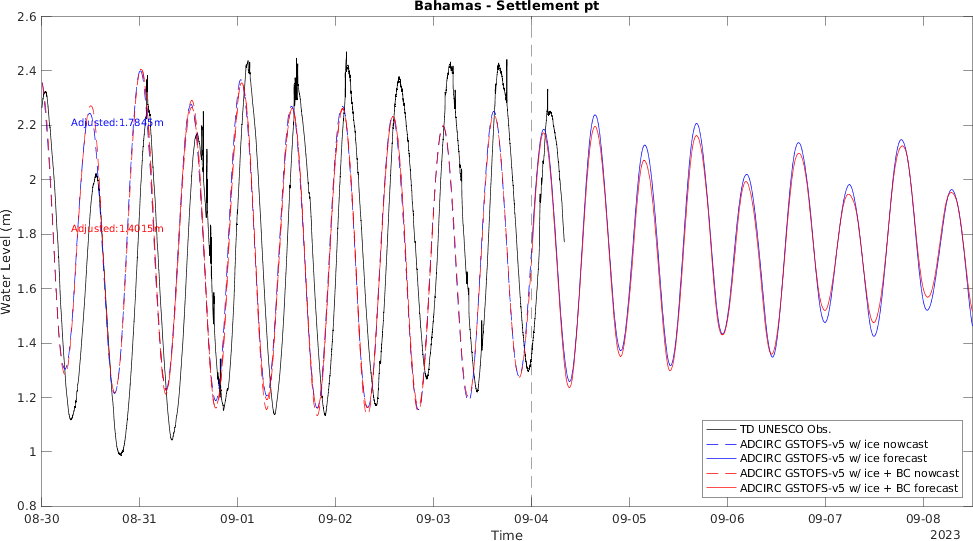 Bahamas - Settlement pt
2.6
2.4
2.2
2
1.8
1.6
1.4
1.2
1
0.8
Water Level (m)
Adjusted:1.7845m
Adjusted:1.4015m
TD UNESCO Obs.
ADCIRC GSTOFS-v5 w/ ice nowcast
ADCIRC GSTOFS-v5 w/ ice forecast
ADCIRC GSTOFS-v5 w/ ice + BC nowcast
ADCIRC GSTOFS-v5 w/ ice + BC forecast
08-30 08-31 09-01 09-02 09-03 09-04 09-05 09-06 09-07 09-08
Time
2023